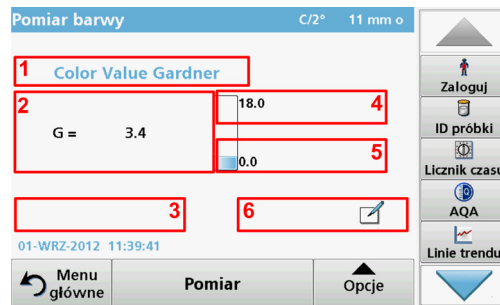 Pomiar barwy C/2° 11 mm o
1 Color Value Gardner
2 18.0 4
G = 3.4
0.0 5
3 6
01-WRZ-2012 11:39:41
Menu główne
Pomiar
Opcje
Zaloguj
ID próbki
Licznik czasu
AQA
Linie trendu